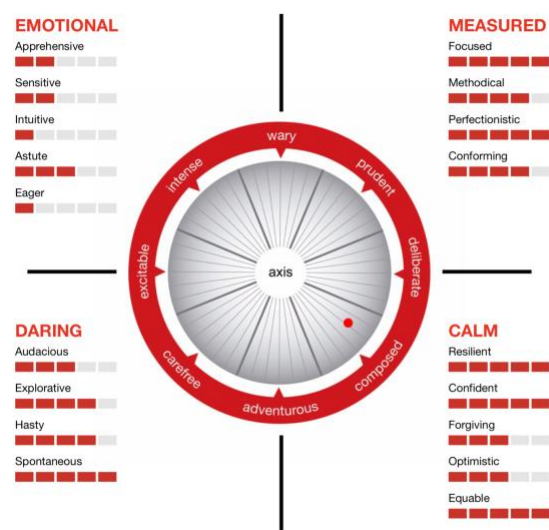 EMOTIONAL
Apprehensive
Sensitive
Intuitive
Astute
Eager
MEASURED
Focused
Methodical
Perfectionistic
Conforming
wary
prudent
deliberate
composed
adventurous
carefree
excitable
intense
axis
DARING
Audacious
Explorative
Hasty
Spontaneous
CALM
Resilient
Confident
Forgiving
Optimistic
Equable